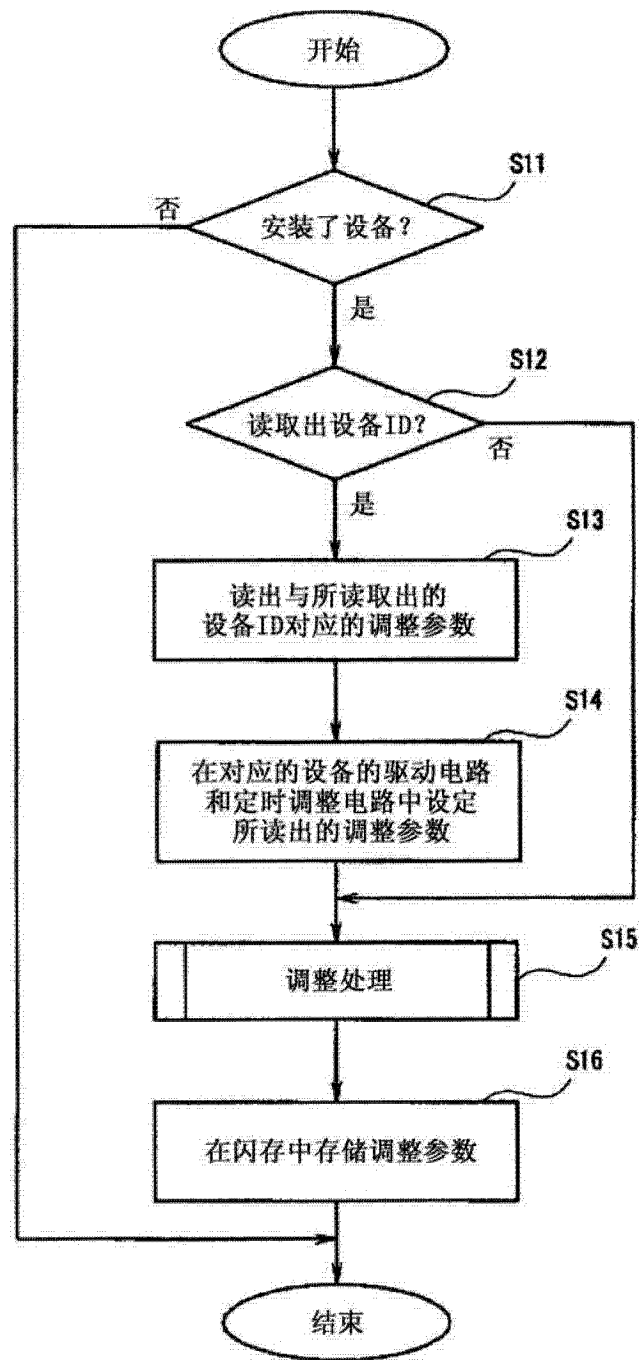 开始
S11
否
安装了设备?
是
S12
读取出设备ID?
否
是
S13
读出与所读取出的
设备ID对应的调整参数
S14
在对应的设备的驱动电路
和定时调整电路中设定
所读出的调整参数
S15
调整处理
S16
在闪存中存储调整参数
结束